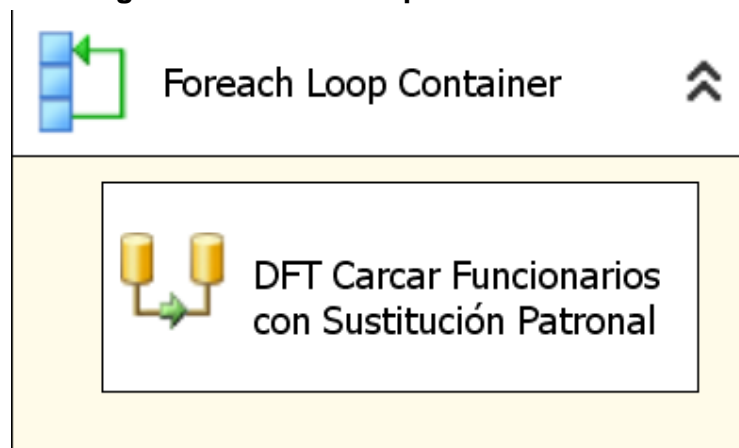 Foreach Loop Container
DFT Carcar Funcionarios
con Sustitución Patronal